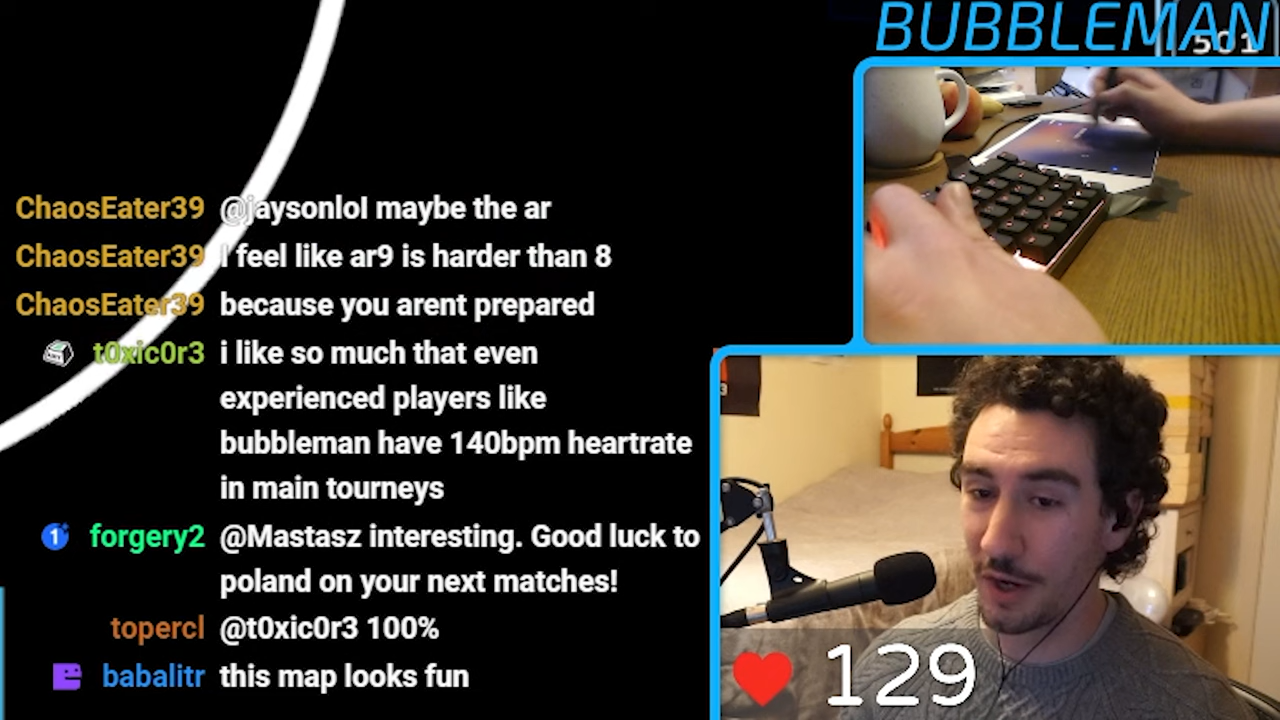 BUBBLEMAN
501
ChaosEater39 @jaysonlol maybe the ar
ChaosEater39 I feel like ar9 is harder than 8
ChaosEater39 because you arent prepared
t0xic0r3 i like so much that even
experienced players like
bubbleman have 140bpm heartrate
in main tourneys
1 forgery2 @Mastasz interesting. Good luck to
poland on your next matches!
topercl @t0xic0r3 100%
babalitr this map looks fun
129